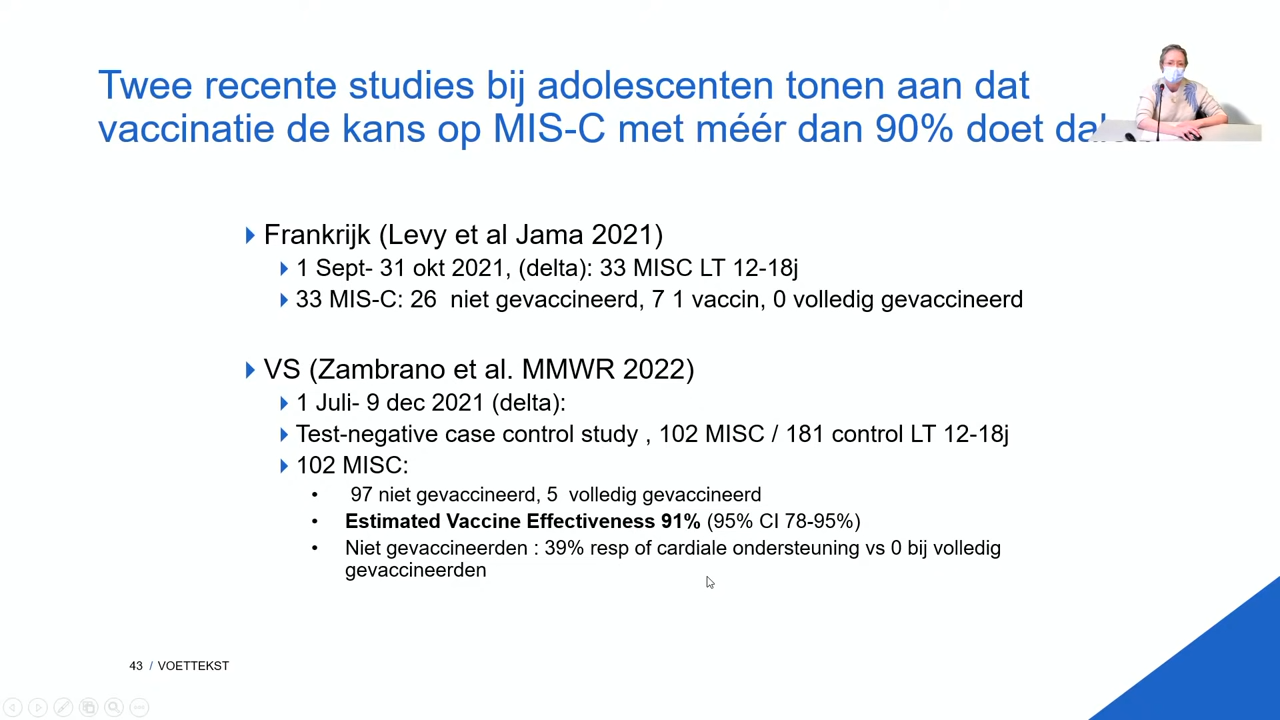 Twee recente studies bij adolescenten tonen aan dat
vaccinatie de kans op MIS-C met méér dan 90% doet
Frankrijk (Levy et al Jama 2021)
1 Sept- 31 okt 2021, (delta): 33 MISC LT 12-18j
33 MIS-C: 26 niet gevaccineerd, 7 1 vaccin, 0 volledig gevaccineerd
VS (Zambrano et al. MMWR 2022)
1 Juli- 9 dec 2021 (delta):
Test-negative case control study , 102 MISC / 181 control LT 12-18j
102 MISC:
97 niet gevaccineerd, 5 volledig gevaccineerd
Estimated Vaccine Effectiveness 91% (95% CI 78-95%)
Niet gevaccineerden : 39% resp of cardiale ondersteuning vs 0 bij volledig
gevaccineerden
43 / VOETTEKST